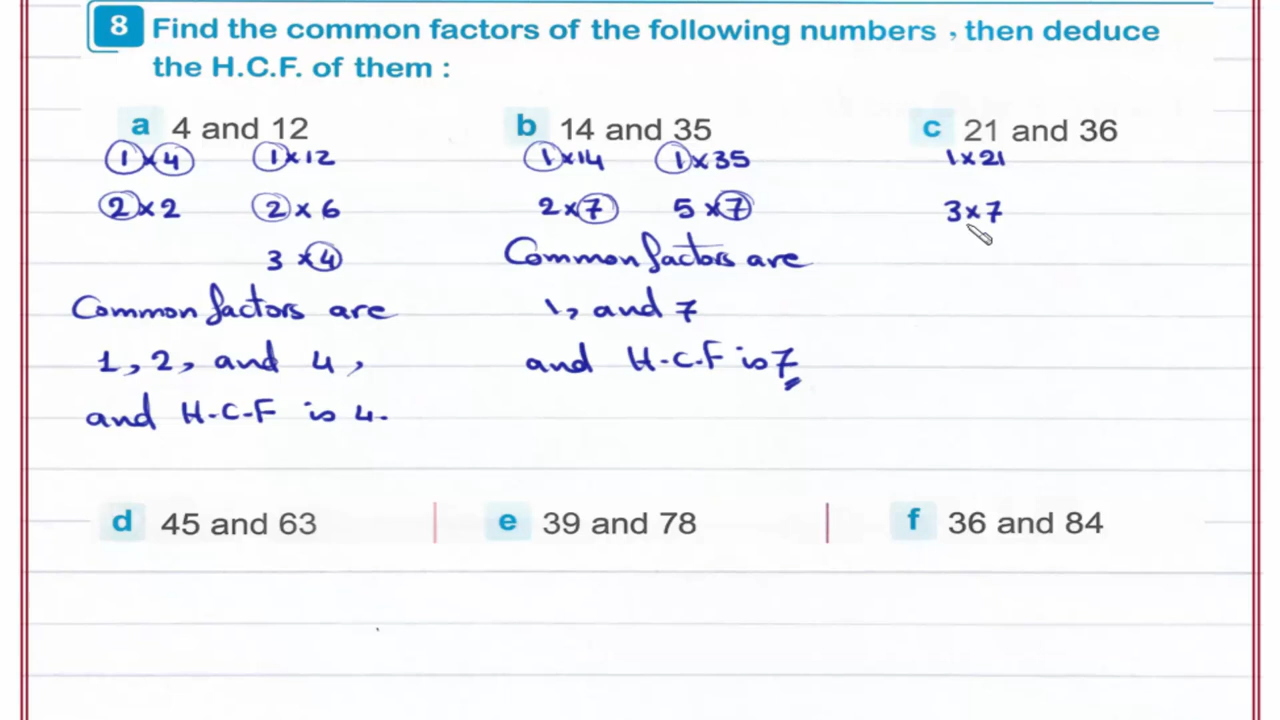 8 Find the common factors of the following numbers , then deduce
the H.C.F. of them :
a 4 and 12
1 × 4 1 × 12
2 × 2 2 × 6
3 × 4
Common factors are
1, 2, and 4,
and H.C.F is 4.
b 14 and 35
1 × 14 1 × 35
2 × 7 5 × 7
Common factors are
1, and 7
and H.C.F is 7
c 21 and 36
1 × 21
3 × 7
d 45 and 63
e 39 and 78
f 36 and 84